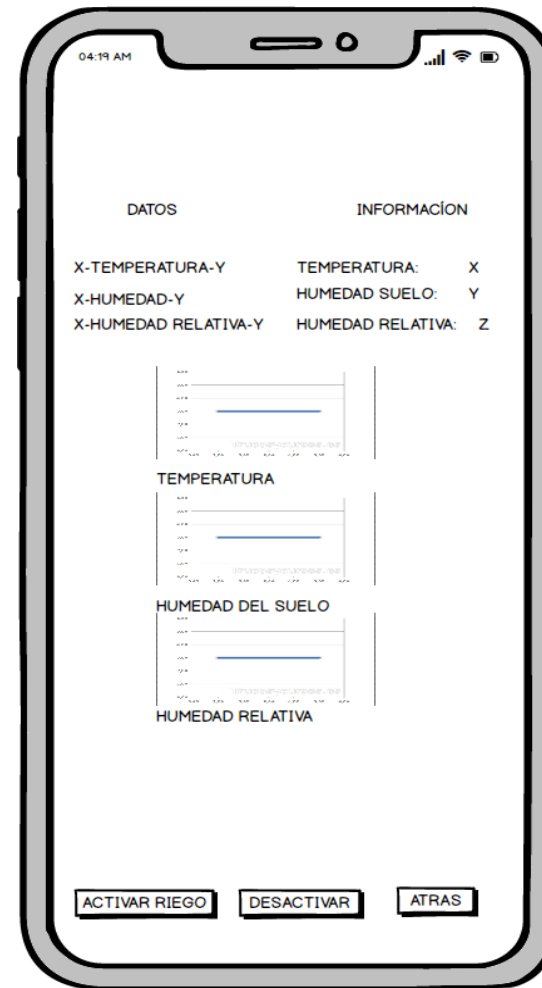 04:19 AM
DATOS INFORMACÍON
X-TEMPERATURA-Y TEMPERATURA: X
X-HUMEDAD-Y HUMEDAD SUELO: Y
X-HUMEDAD RELATIVA-Y HUMEDAD RELATIVA: Z
TEMPERATURA
HUMEDAD DEL SUELO
HUMEDAD RELATIVA
ACTIVAR RIEGO DESACTIVAR ATRAS